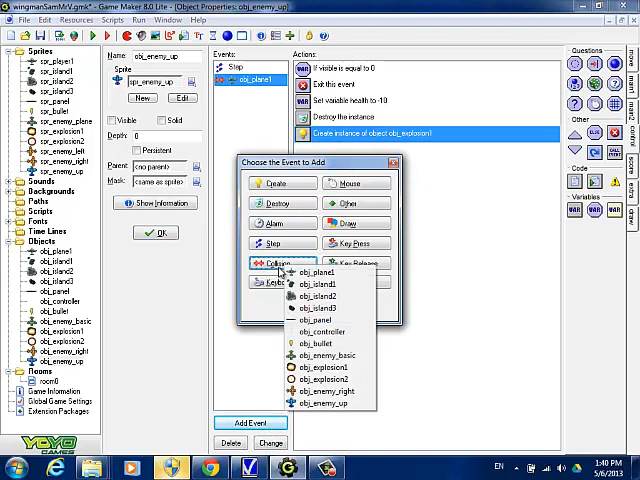 wingmanSamMrV.gmk* - Game Maker 8.0 Lite - [Object Properties: obj_enemy_up]
File Edit Resources Scripts Run Window Help
Sprites
spr_player1
spr_island1
spr_island2
spr_island3
spr_panel
spr_bullet
spr_enemy_plane
spr_explosion1
spr_explosion2
spr_enemy_left
spr_enemy_right
spr_enemy_up
Sounds
Backgrounds
Paths
Scripts
Fonts
Time Lines
Objects
obj_plane1
obj_island1
obj_island2
obj_island3
obj_panel
obj_controller
obj_bullet
obj_enemy_basic
obj_explosion1
obj_explosion2
obj_enemy_right
obj_enemy_up
Rooms
room0
Game Information
Global Game Settings
Extension Packages
YOYO
GAMES
Name: obj_enemy_up
Sprite
spr_enemy_up
New Edit
Visible Solid
Depth: 0
Persistent
Parent: <no parent>
Mask: <same as sprite>
Show Information
OK
Events:
Step
obj_plane1
Add Event
Delete Change
Actions:
If visible is equal to 0
Exit this event
Set variable health to -10
Destroy the instance
Create instance of object obj_explosion1
Choose the Event to Add
Create Mouse
Destroy Other
Alarm Draw
Step Key Press
Collision Key Release
obj_plane1
obj_island1
obj_island2
obj_island3
obj_panel
obj_controller
obj_bullet
obj_enemy_basic
obj_explosion1
obj_explosion2
obj_enemy_right
obj_enemy_up
Questions
Other
ELSE
CALL EVENT
Code
Variables
VAR VAR VAR
move
main1
main2
control
score
extra
draw
EN
1:40 PM
5/6/2013